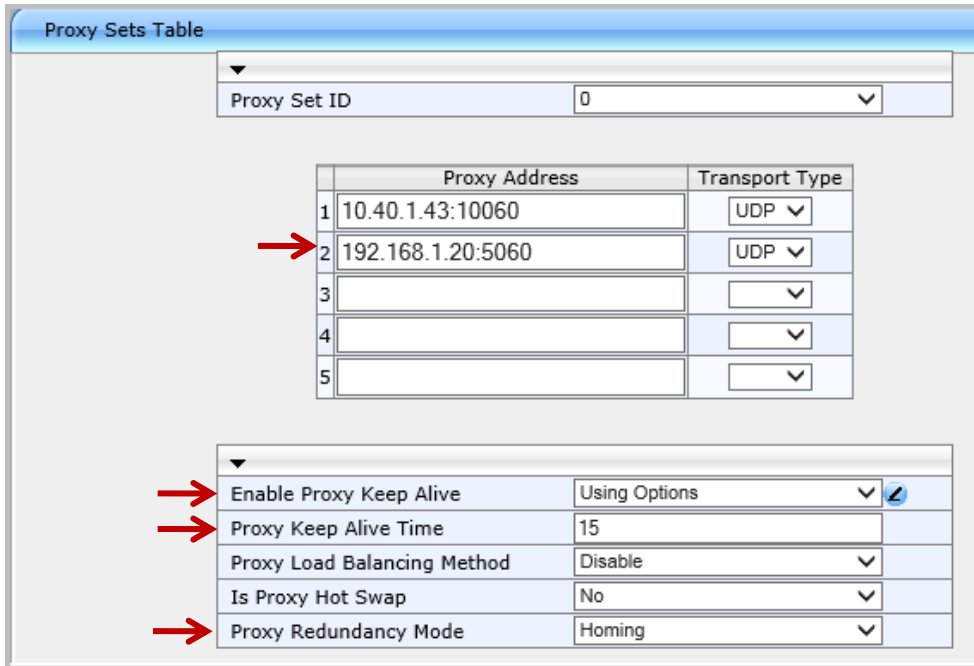 Proxy Sets Table
Proxy Set ID 0
Proxy Address Transport Type
1 10.40.1.43:10060 UDP
2 192.168.1.20:5060 UDP
3
4
5
Enable Proxy Keep Alive Using Options
Proxy Keep Alive Time 15
Proxy Load Balancing Method Disable
Is Proxy Hot Swap No
Proxy Redundancy Mode Homing